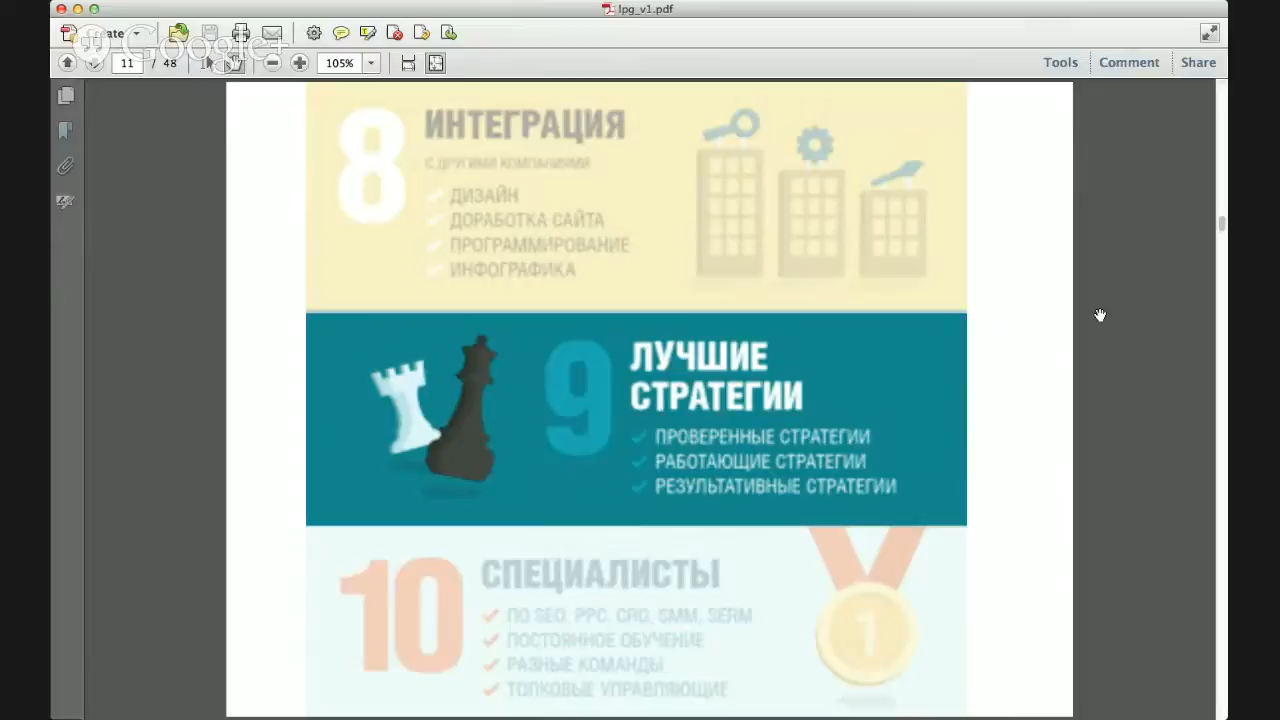 lpg_v1.pdf
Create
Google+
11 / 48
105%
Tools
Comment
Share
8
ИНТЕГРАЦИЯ
С ДРУГИМИ КОМПАНИЯМИ
ДИЗАЙН
ДОРАБОТКА САЙТА
ПРОГРАММИРОВАНИЕ
ИНФОГРАФИКА
9
ЛУЧШИЕ
СТРАТЕГИИ
ПРОВЕРЕННЫЕ СТРАТЕГИИ
РАБОТАЮЩИЕ СТРАТЕГИИ
РЕЗУЛЬТАТИВНЫЕ СТРАТЕГИИ
10
СПЕЦИАЛИСТЫ
ПО SEO, PPC, CRO, SMM, SERM
ПОСТОЯННОЕ ОБУЧЕНИЕ
РАЗНЫЕ КОМАНДЫ
ТОЛКОВЫЕ УПРАВЛЯЮЩИЕ
1